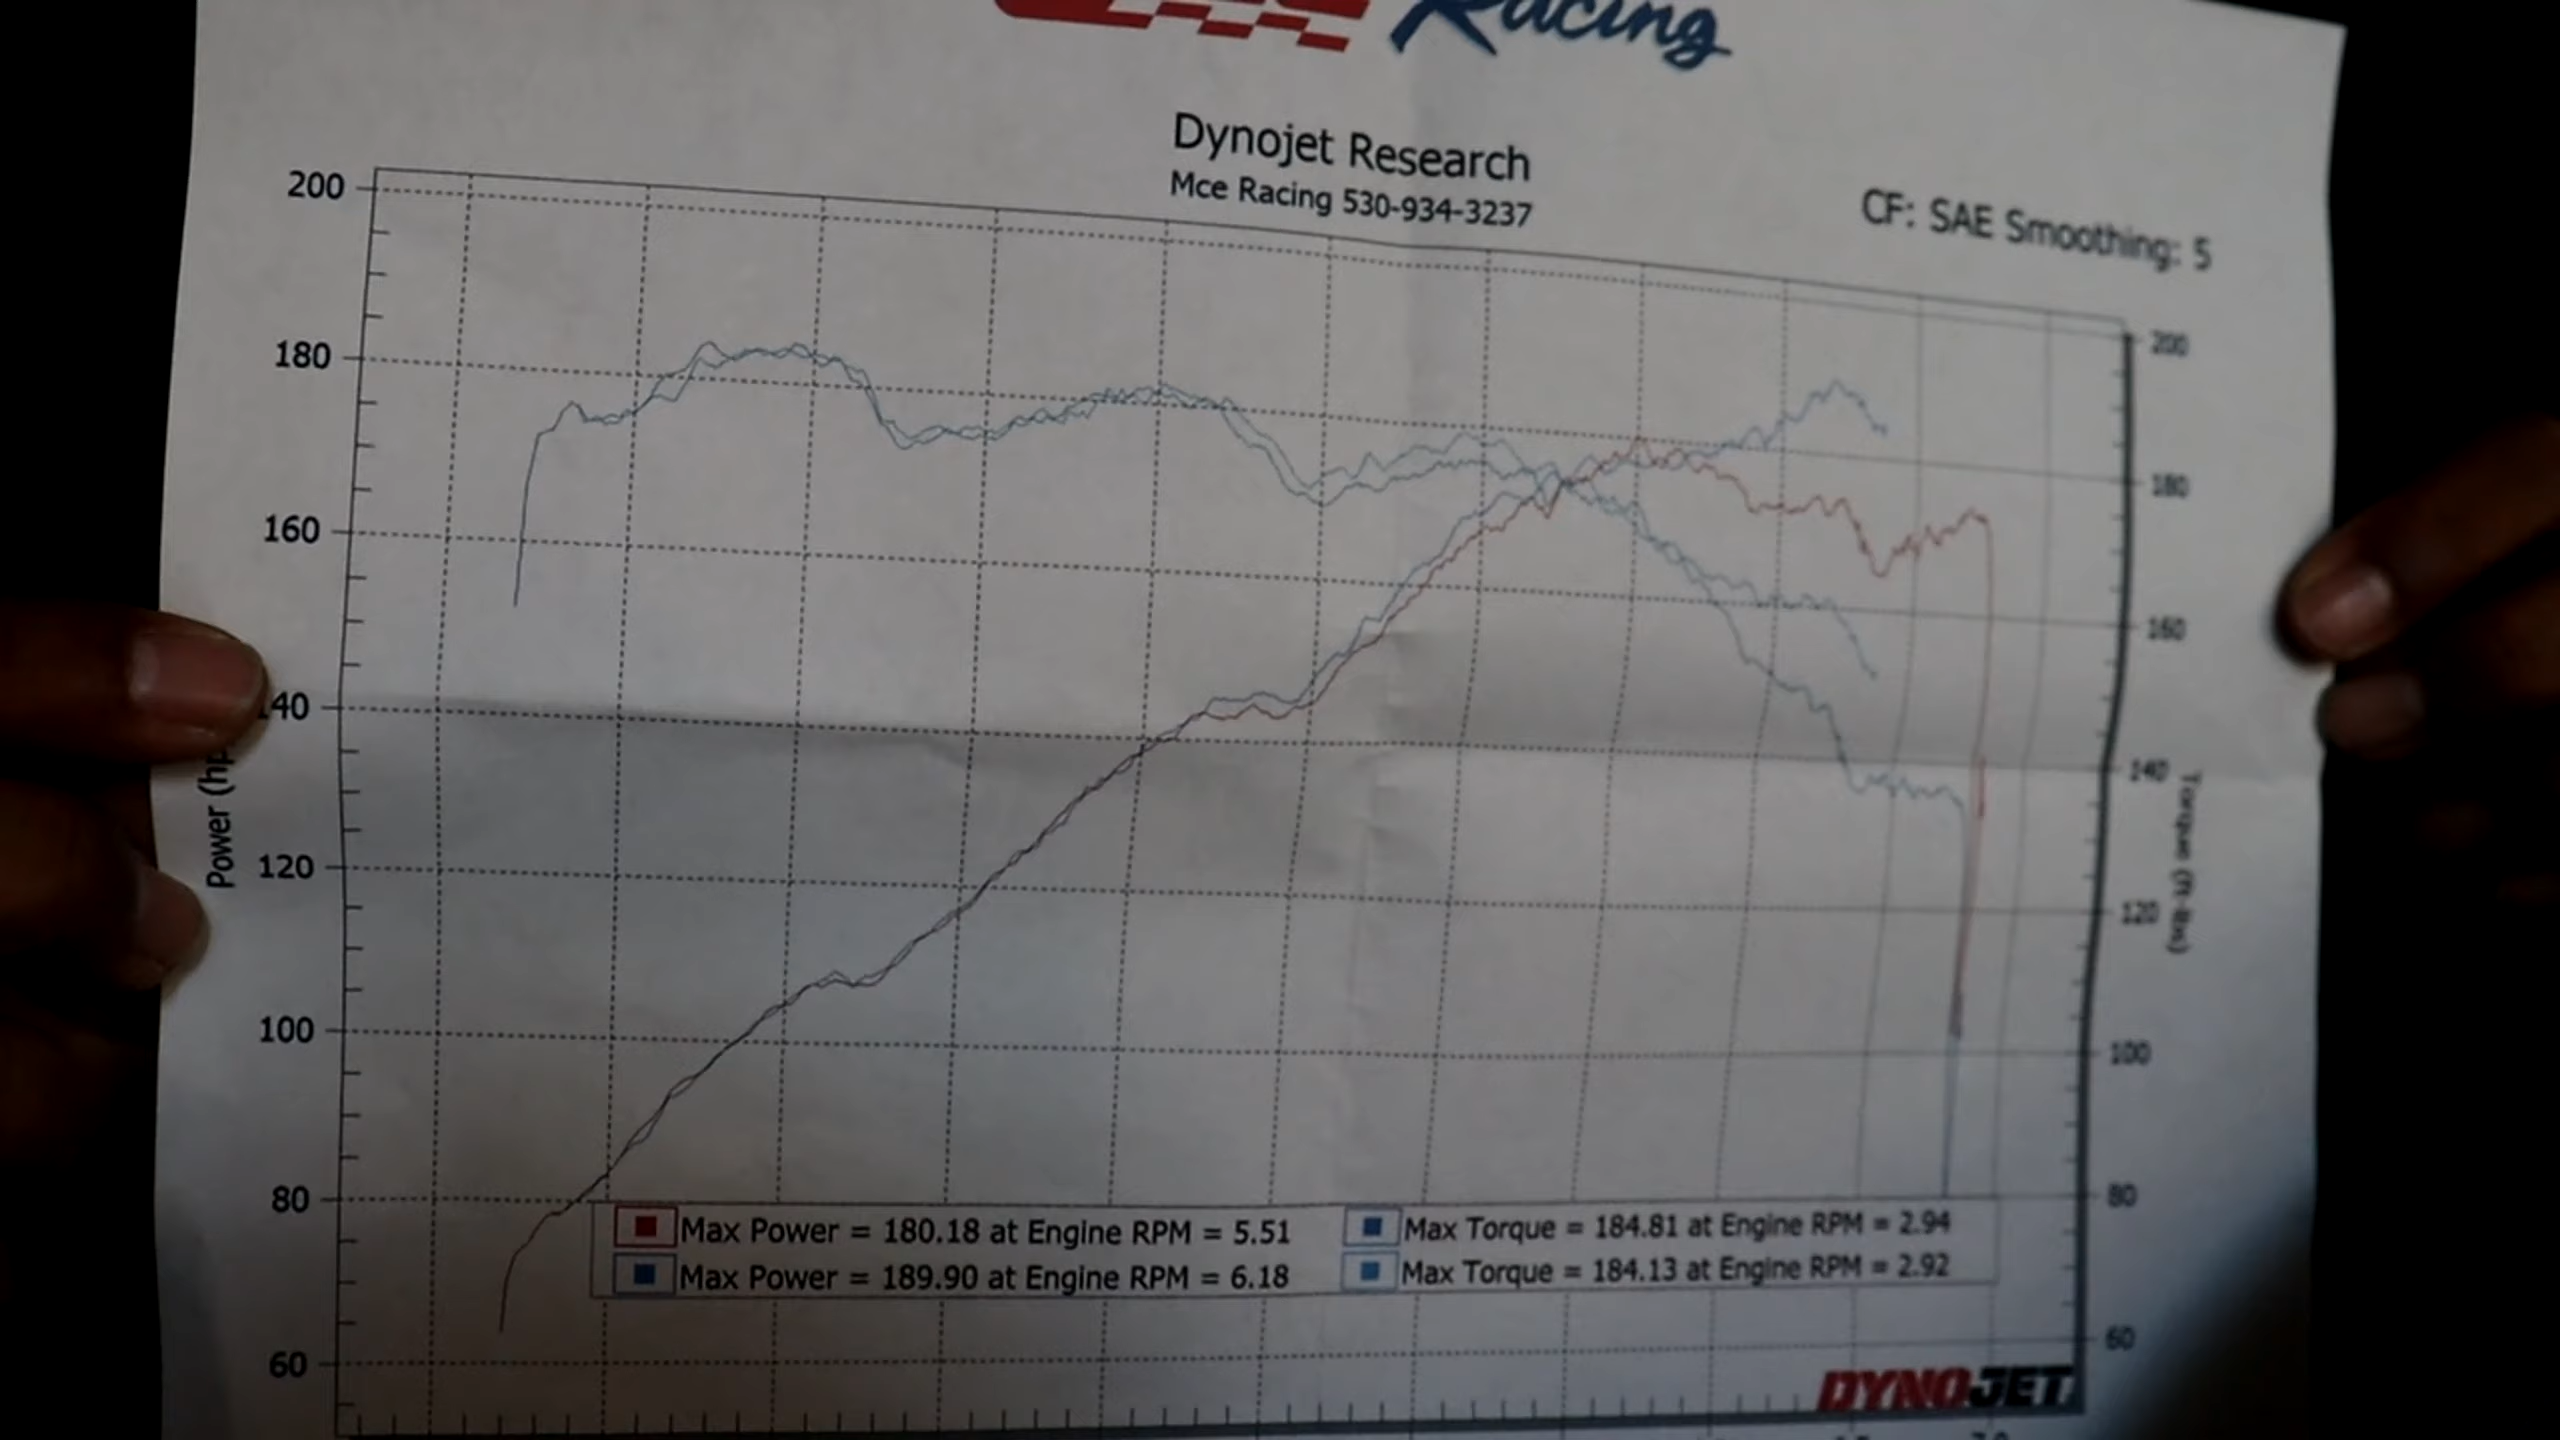 Racing
Dynojet Research
Mce Racing 530-934-3237
CF: SAE Smoothing: 5
200
180
160
140
120
100
80
60
Power (hp
200
180
160
140
120
100
80
60
Torque (ft-lbs)
Max Power = 180.18 at Engine RPM = 5.51
Max Torque = 184.81 at Engine RPM = 2.94
Max Power = 189.90 at Engine RPM = 6.18
Max Torque = 184.13 at Engine RPM = 2.92
DYNOJET